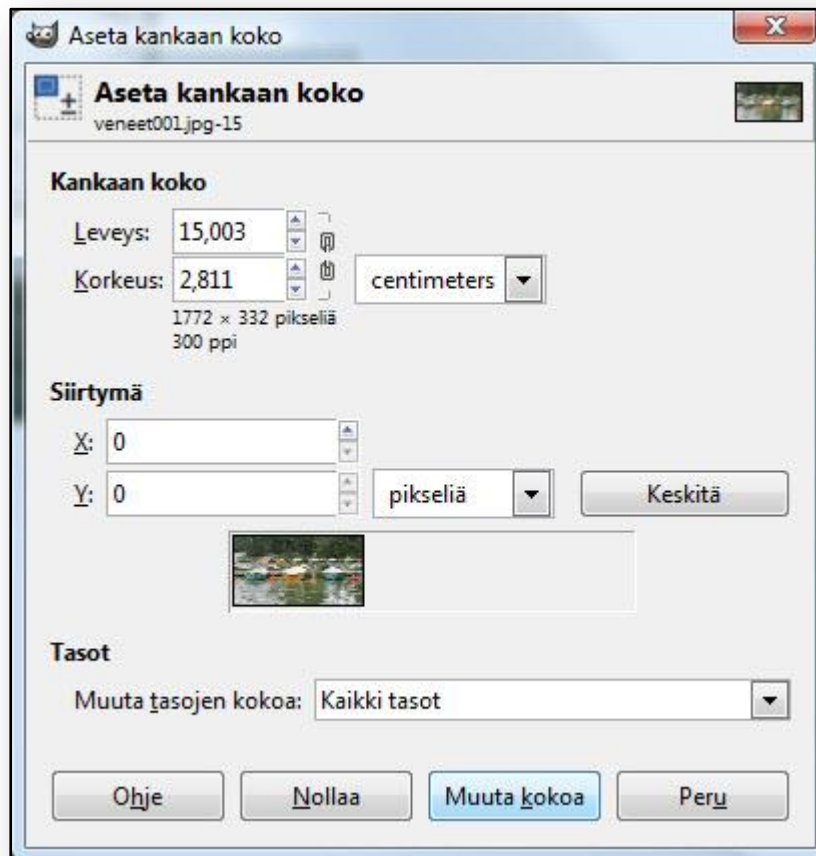 Aseta kankaan koko
Aseta kankaan koko
veneet001.jpg-15
Kankaan koko
Leveys: 15,003
Korkeus: 2,811 centimeters
1772 × 332 pikseliä
300 ppi
Siirtymä
X: 0
Y: 0 pikseliä Keskitä
Tasot
Muuta tasojen kokoa: Kaikki tasot
Ohje Nollaa Muuta kokoa Peru